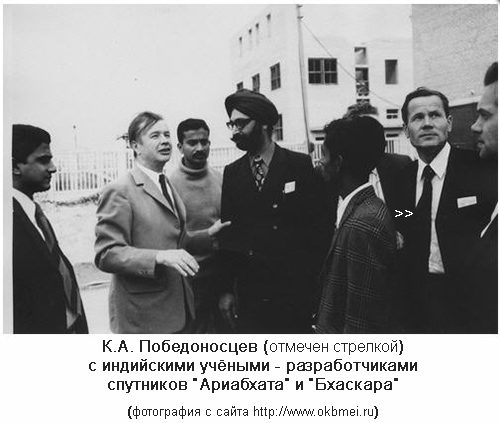 >>
К.А. Победоносцев (отмечен стрелкой)
с индийскими учёными - разработчиками
спутников "Ариабхата" и "Бхаскара"
(фотография с сайта http://www.okbmei.ru)